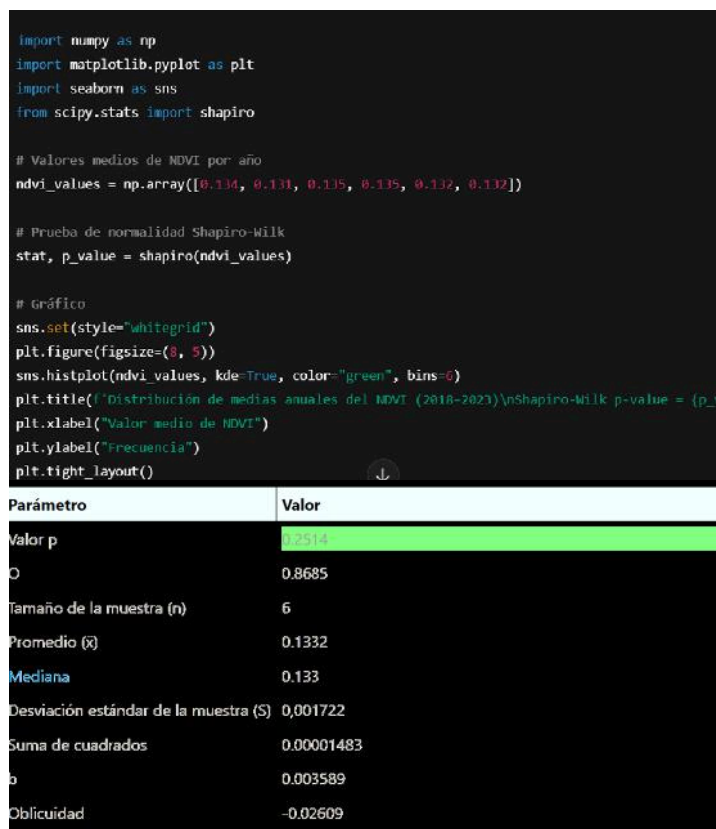 import numpy as np
import matplotlib.pyplot as plt
import seaborn as sns
from scipy.stats import shapiro
# Valores medios de NDVI por año
ndvi_values = np.array([0.134, 0.131, 0.135, 0.135, 0.132, 0.132])
# Prueba de normalidad Shapiro-Wilk
stat, p_value = shapiro(ndvi_values)
# Gráfico
sns.set(style="whitegrid")
plt.figure(figsize=(8, 5))
sns.histplot(ndvi_values, kde=True, color="green", bins=6)
plt.title(f"Distribución de medias anuales del NDVI (2018-2023)\nShapiro-Wilk p-value = {p_
plt.xlabel("Valor medio de NDVI")
plt.ylabel("Frecuencia")
plt.tight_layout()
Parámetro Valor
Valor p 0.2514
O 0.8685
Tamaño de la muestra (n) 6
Promedio (x̄) 0.1332
Mediana 0.133
Desviación estándar de la muestra (S) 0,001722
Suma de cuadrados 0.00001483
b 0.003589
Oblicuidad -0.02609